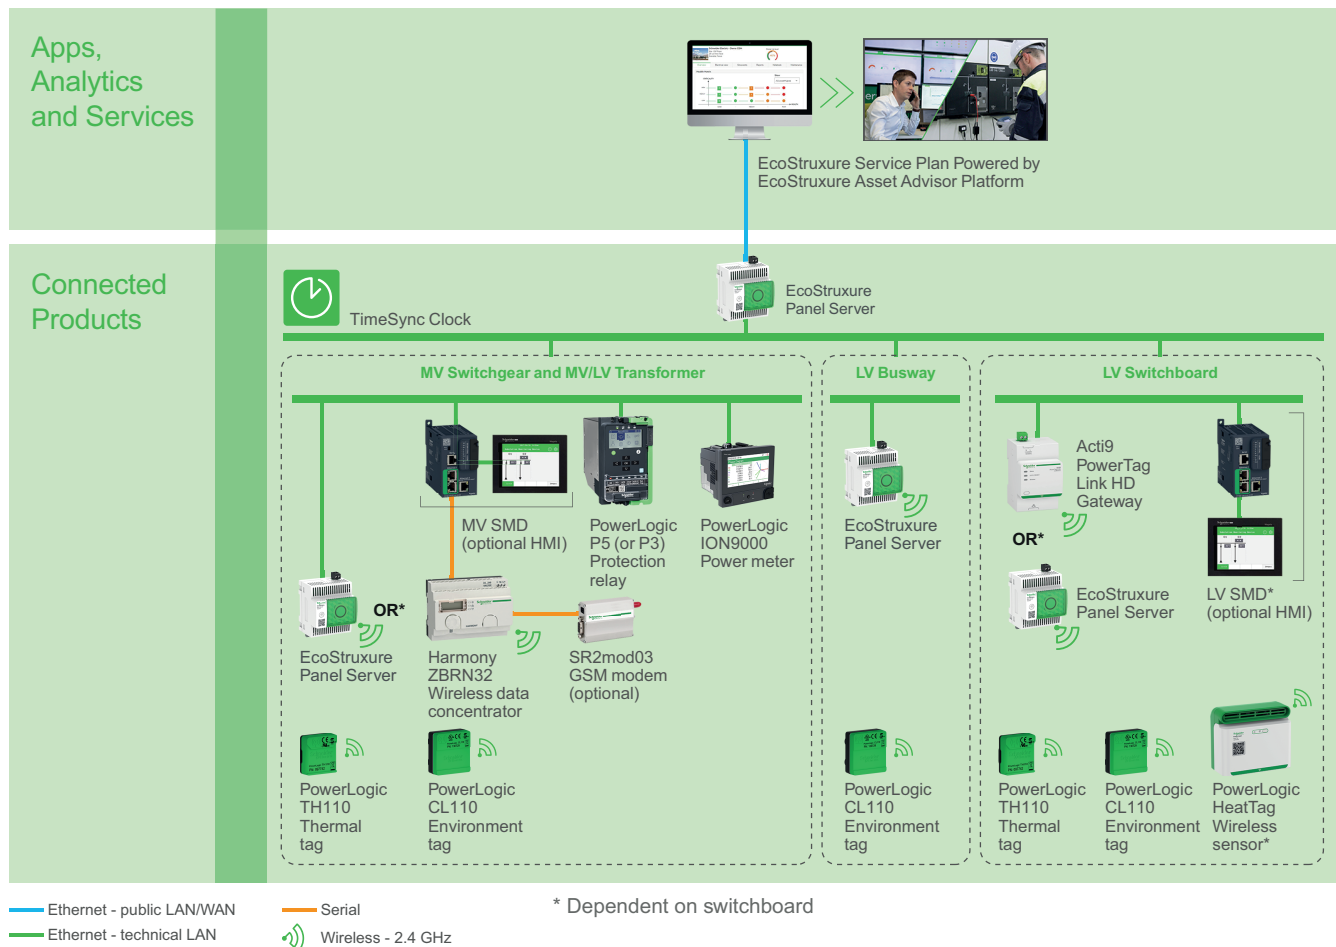 Apps,
Analytics
and Services
EcoStruxure Service Plan Powered by
EcoStruxure Asset Advisor Platform
Connected
Products
TimeSync Clock
EcoStruxure
Panel Server
MV Switchgear and MV/LV Transformer
MV SMD
(optional HMI)
PowerLogic
P5 (or P3)
Protection
relay
PowerLogic
ION9000
Power meter
OR*
EcoStruxure
Panel Server
Harmony
ZBRN32
Wireless data
concentrator
SR2mod03
GSM modem
(optional)
PowerLogic
TH110
Thermal
tag
PowerLogic
CL110
Environment
tag
LV Busway
EcoStruxure
Panel Server
PowerLogic
CL110
Environment
tag
LV Switchboard
Acti9
PowerTag
Link HD
Gateway
OR*
EcoStruxure
Panel Server
LV SMD*
(optional HMI)
PowerLogic
TH110
Thermal
tag
PowerLogic
CL110
Environment
tag
PowerLogic
HeatTag
Wireless
sensor*
Ethernet - public LAN/WAN
Ethernet - technical LAN
Serial
Wireless - 2.4 GHz
* Dependent on switchboard